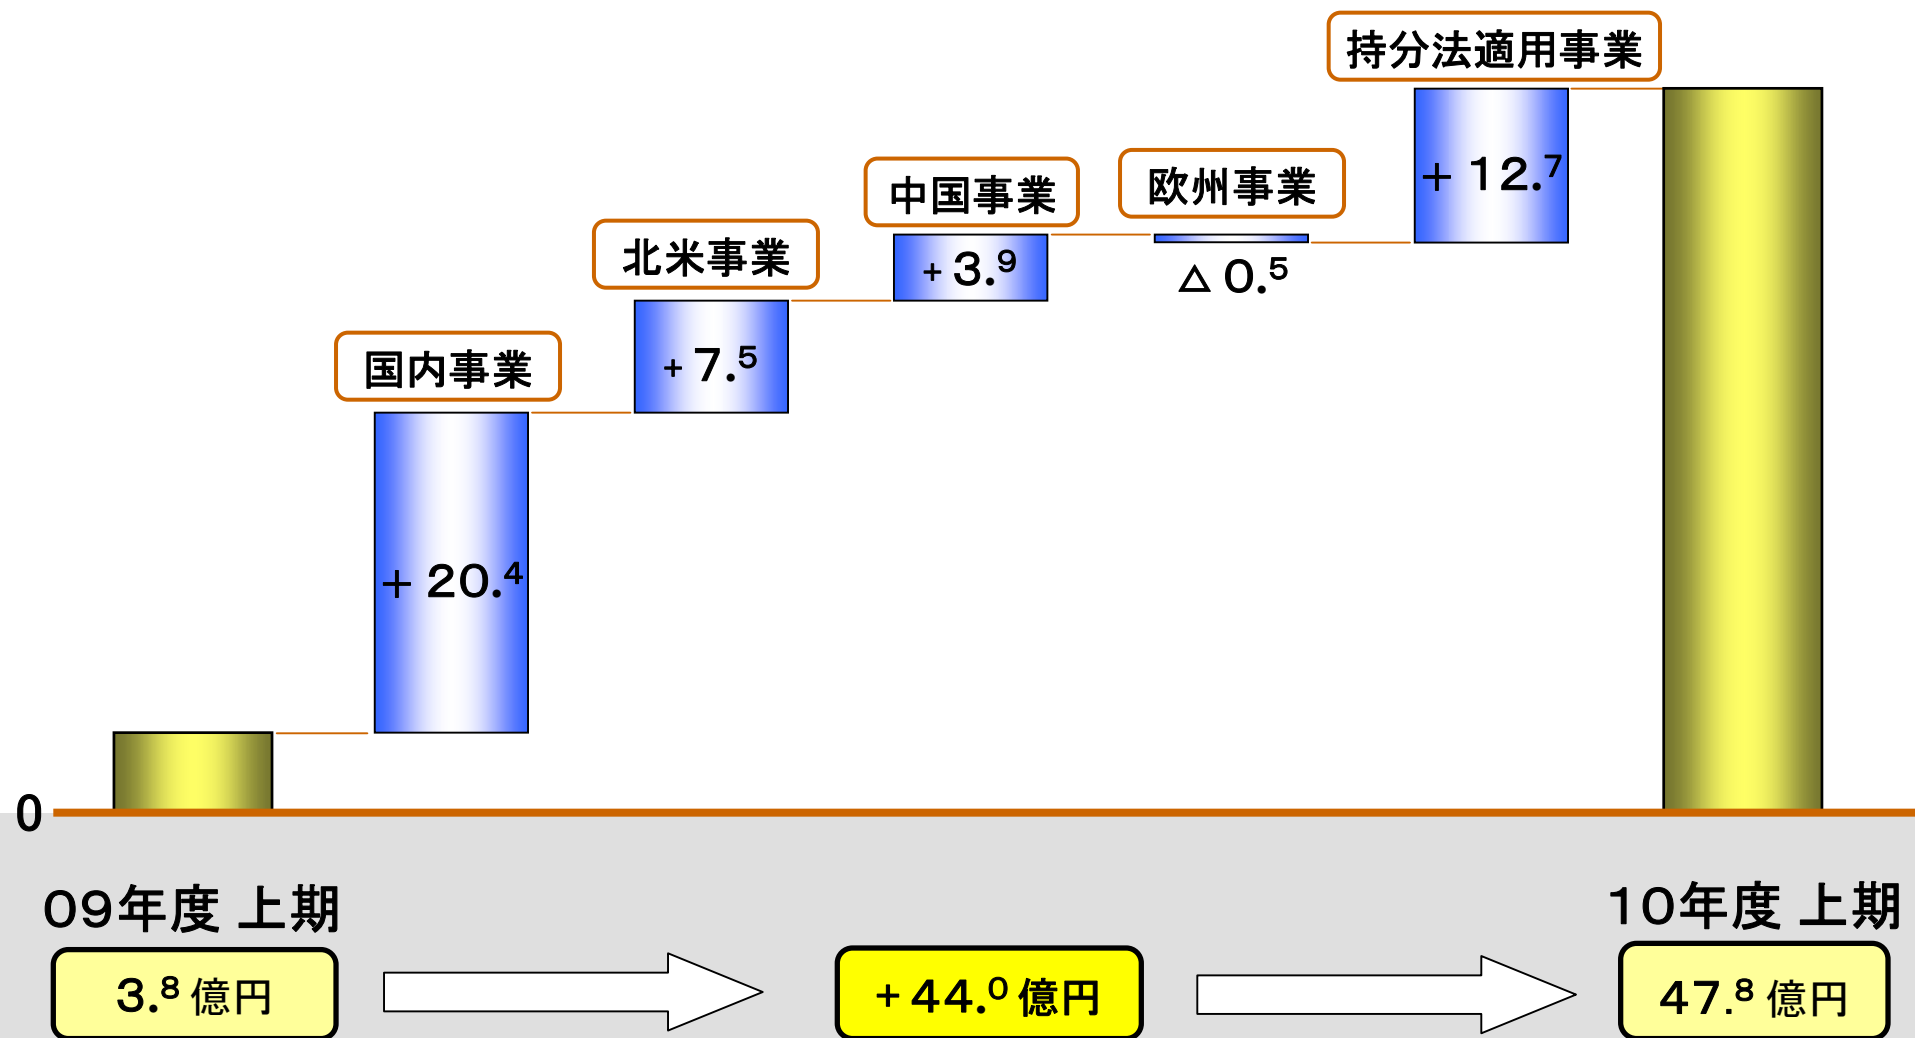 持分法適用事業
+ 12.7
中国事業
欧州事業
+ 3.9
△ 0.5
北米事業
+ 7.5
国内事業
+ 20.4
0
09年度 上期
10年度 上期
3.8 億円
+ 44.0 億円
47.8 億円